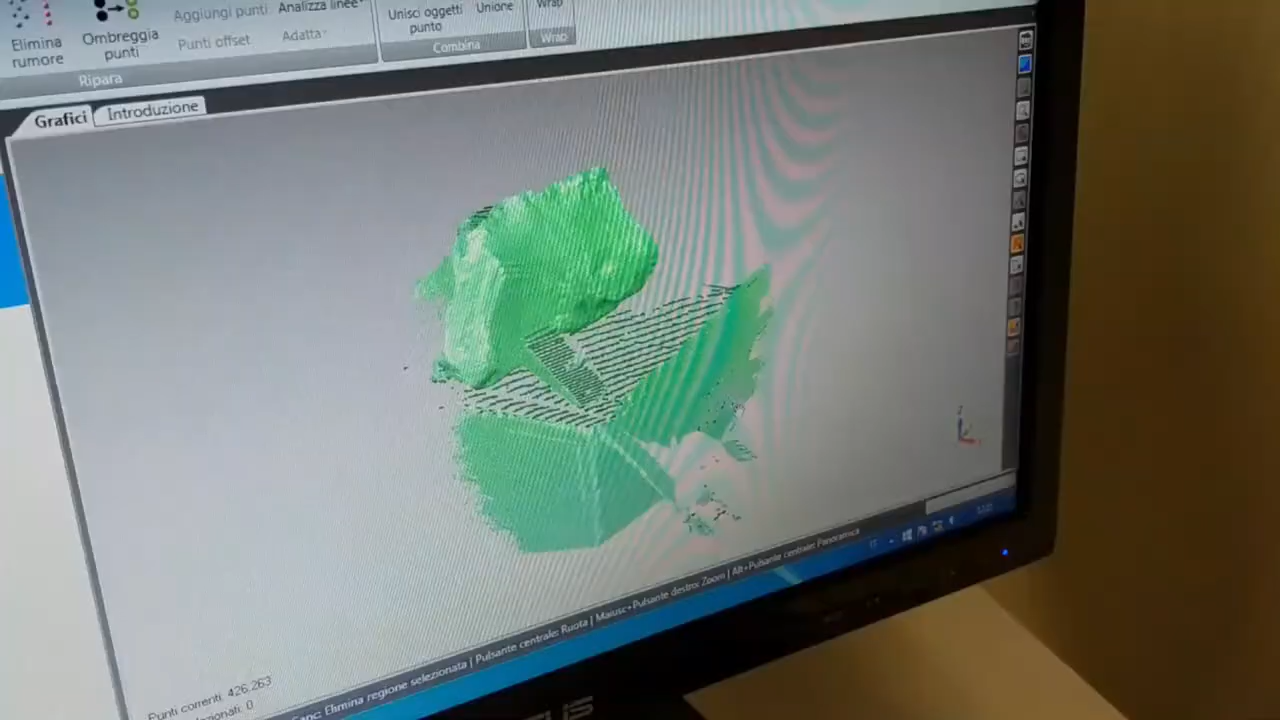 Elimina
rumore
Ombreggia
punti
Aggiungi punti
Punti offset
Analizza linee
Adatta
Ripara
Unisci oggetti
punto
Unione
Combina
Wrap
Wrap
Grafici
Introduzione
Elimina regione selezionata | Pulsante centrale: Ruota | Maiusc+Pulsante destro: Zoom | Alt+Pulsante centrale: Panoramica
Punti correnti: 426.263